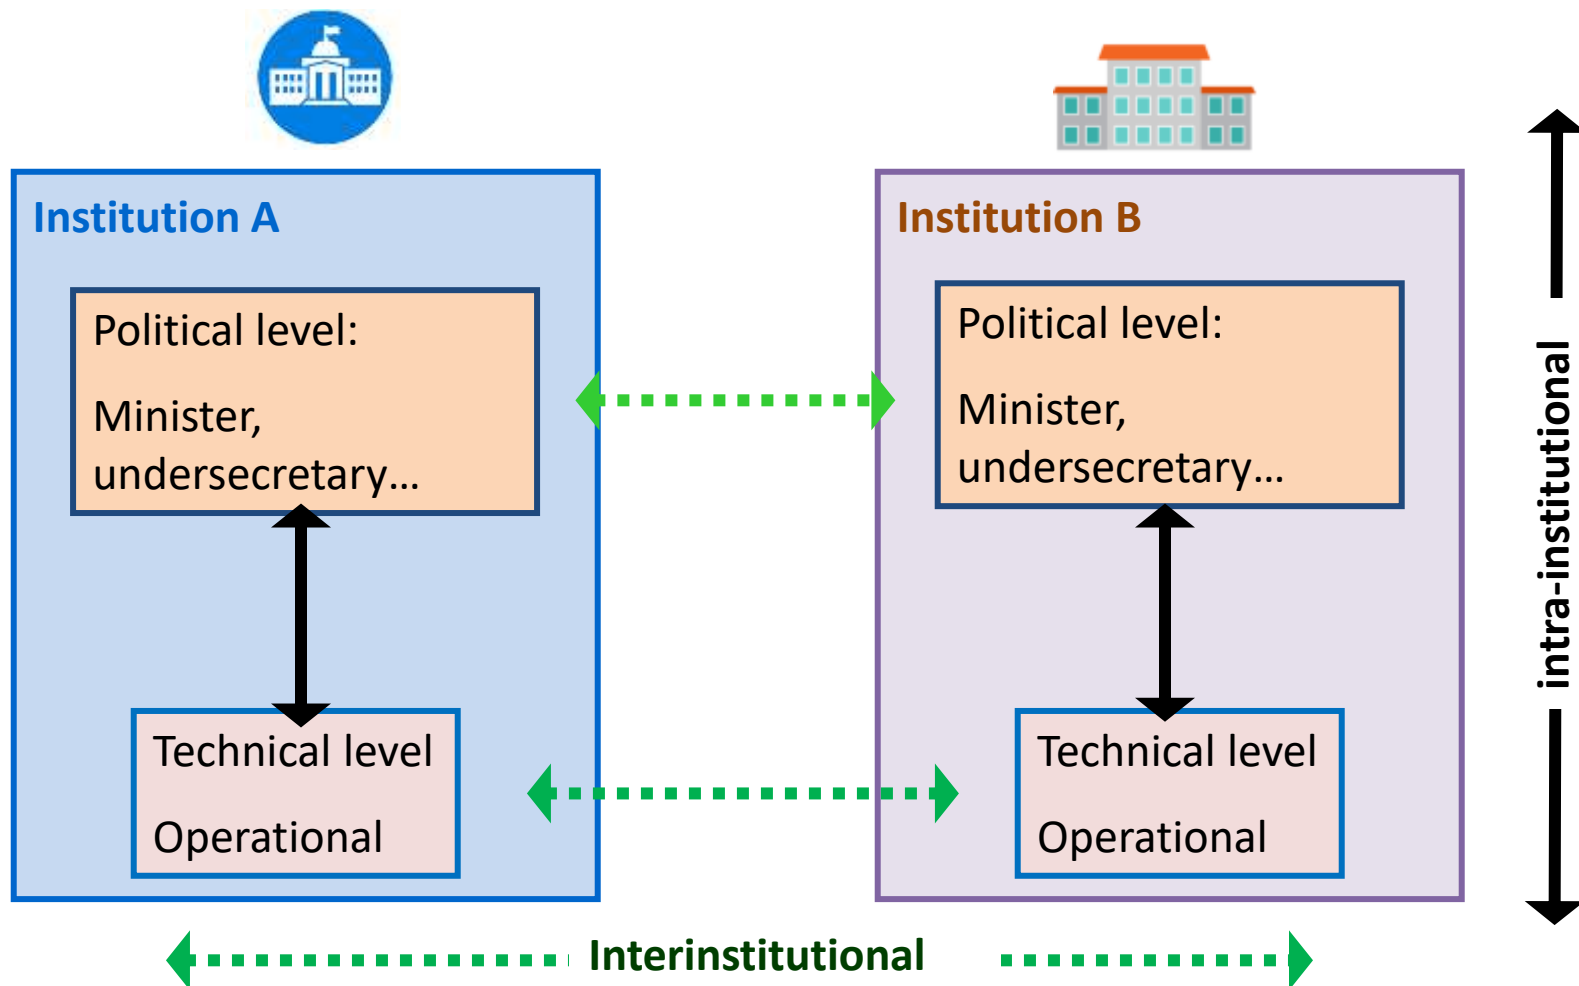 Institution A
Political level:
Minister,
undersecretary...
Technical level
Operational
Institution B
Political level:
Minister,
undersecretary...
Technical level
Operational
intra-institutional
Interinstitutional